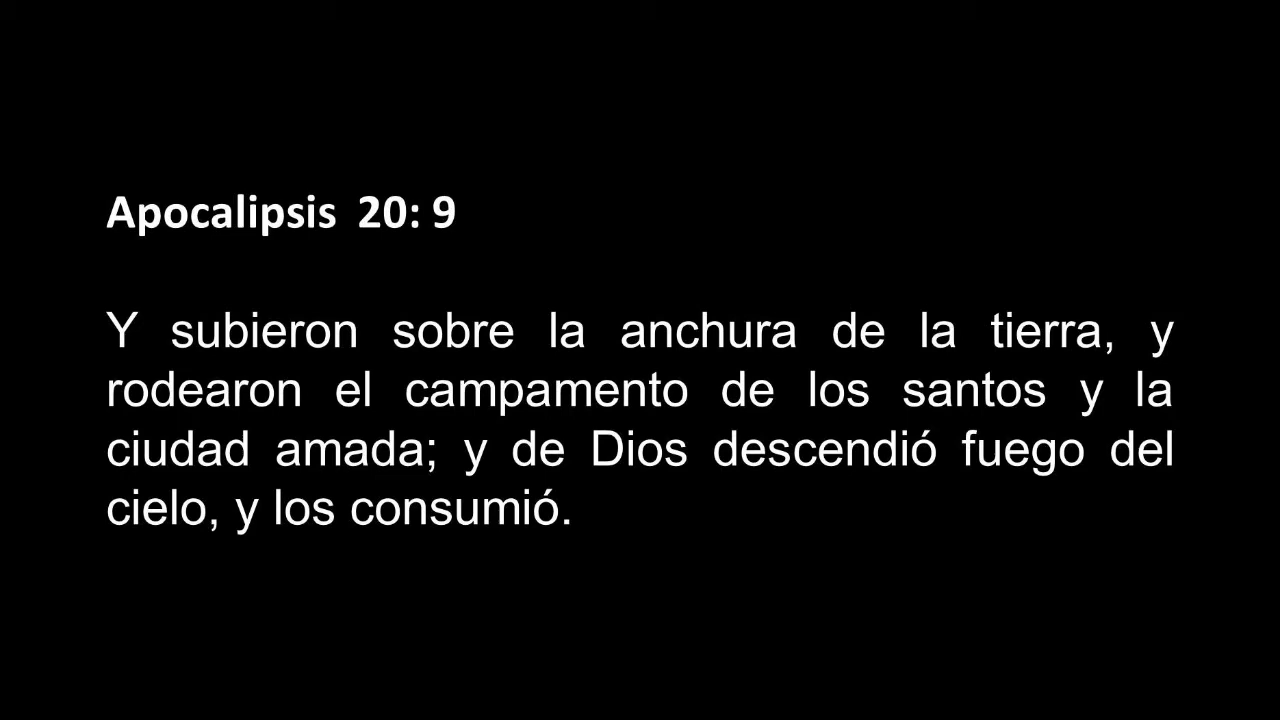 Apocalipsis 20: 9
Y subieron sobre la anchura de la tierra, y
rodearon el campamento de los santos y la
ciudad amada; y de Dios descendió fuego del
cielo, y los consumió.